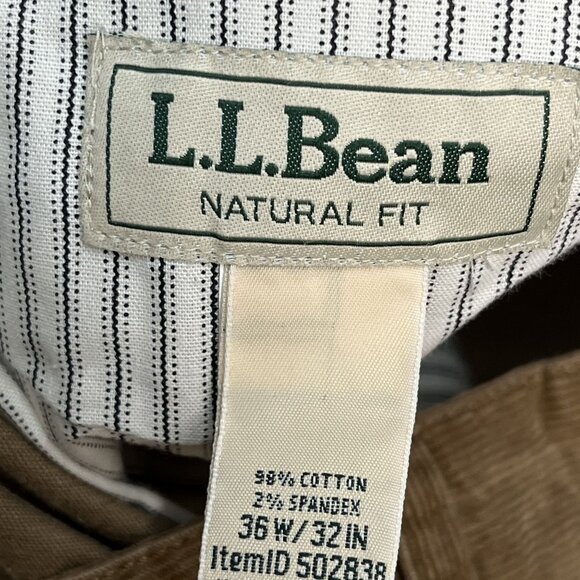 L.L.Bean
NATURAL FIT
98% COTTON
2% SPANDEX
36 W/32 IN
ItemID 502838